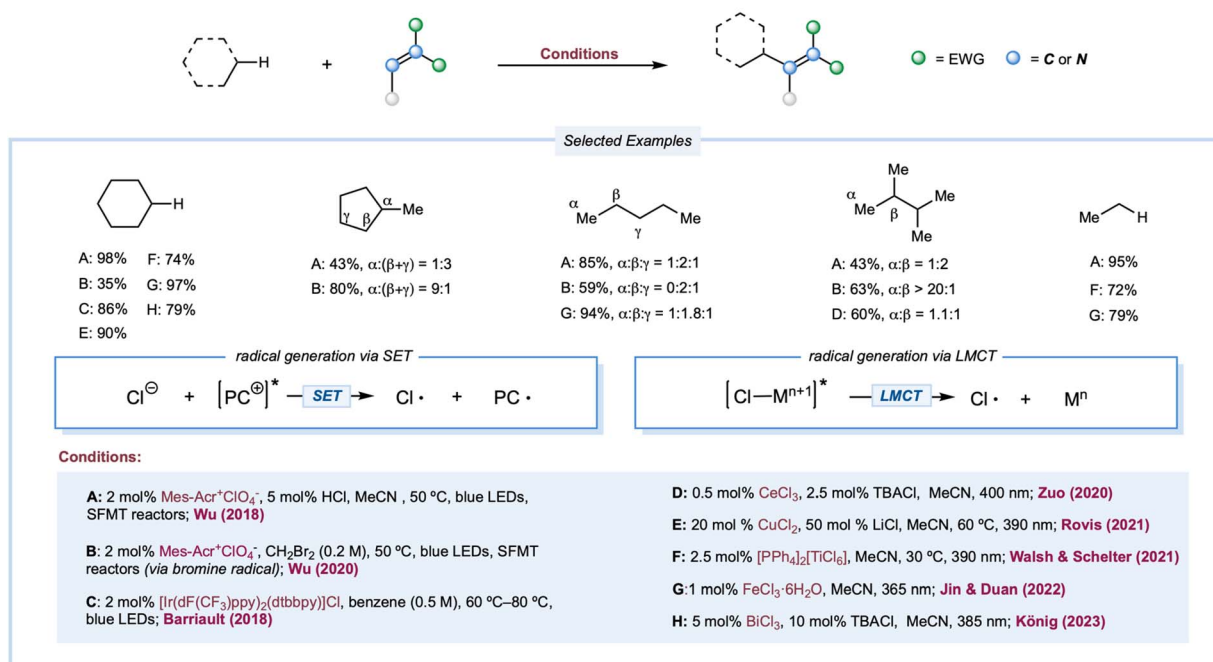 H
+
Conditions
= EWG
= C or N
Selected Examples
H
A: 98% F: 74%
B: 35% G: 97%
C: 86% H: 79%
E: 90%
α
Me
β
γ
A: 43%, α:(β+γ) = 1:3
B: 80%, α:(β+γ) = 9:1
α
β
Me
Me
γ
A: 85%, α:β:γ = 1:2:1
B: 59%, α:β:γ = 0:2:1
G: 94%, α:β:γ = 1:1.8:1
Me
α
Me
Me
β
Me
A: 43%, α:β = 1:2
B: 63%, α:β > 20:1
D: 60%, α:β = 1.1:1
Me
H
A: 95%
F: 72%
G: 79%
radical generation via SET
Cl⊖ + [PC⊕]* SET Cl· + PC·
radical generation via LMCT
[Cl—Mⁿ⁺¹]* LMCT Cl· + Mⁿ
Conditions:
A: 2 mol% Mes-Acr⁺ClO₄⁻, 5 mol% HCl, MeCN , 50 ºC, blue LEDs,
SFMT reactors; Wu (2018)
B: 2 mol% Mes-Acr⁺ClO₄⁻, CH₂Br₂ (0.2 M), 50 ºC, blue LEDs, SFMT
reactors (via bromine radical); Wu (2020)
C: 2 mol% [Ir(dF(CF₃)ppy)₂(dtbbpy)]Cl, benzene (0.5 M), 60 ºC–80 ºC,
blue LEDs; Barriault (2018)
D: 0.5 mol% CeCl₃, 2.5 mol% TBACl, MeCN, 400 nm; Zuo (2020)
E: 20 mol % CuCl₂, 50 mol % LiCl, MeCN, 60 ºC, 390 nm; Rovis (2021)
F: 2.5 mol% [PPh₄]₂[TiCl₆], MeCN, 30 ºC, 390 nm; Walsh & Schelter (2021)
G:1 mol% FeCl₃·6H₂O, MeCN, 365 nm; Jin & Duan (2022)
H: 5 mol% BiCl₃, 10 mol% TBACl, MeCN, 385 nm; König (2023)